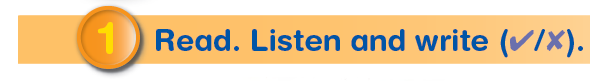 1 Read. Listen and write (✔/✘).